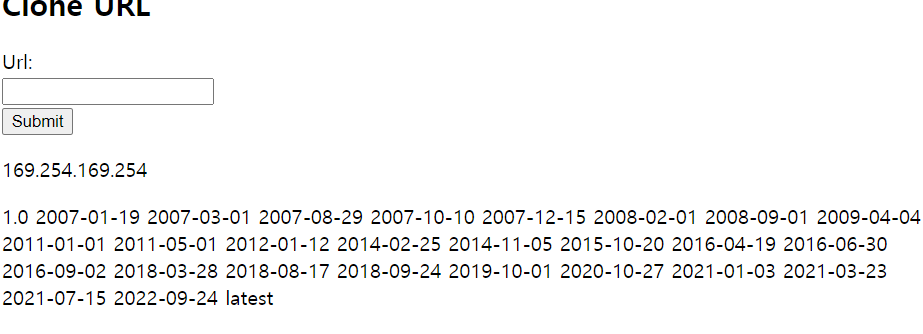 Clone URL
Url:
Submit
169.254.169.254
1.0 2007-01-19 2007-03-01 2007-08-29 2007-10-10 2007-12-15 2008-02-01 2008-09-01 2009-04-04
2011-01-01 2011-05-01 2012-01-12 2014-02-25 2014-11-05 2015-10-20 2016-04-19 2016-06-30
2016-09-02 2018-03-28 2018-08-17 2018-09-24 2019-10-01 2020-10-27 2021-01-03 2021-03-23
2021-07-15 2022-09-24 latest